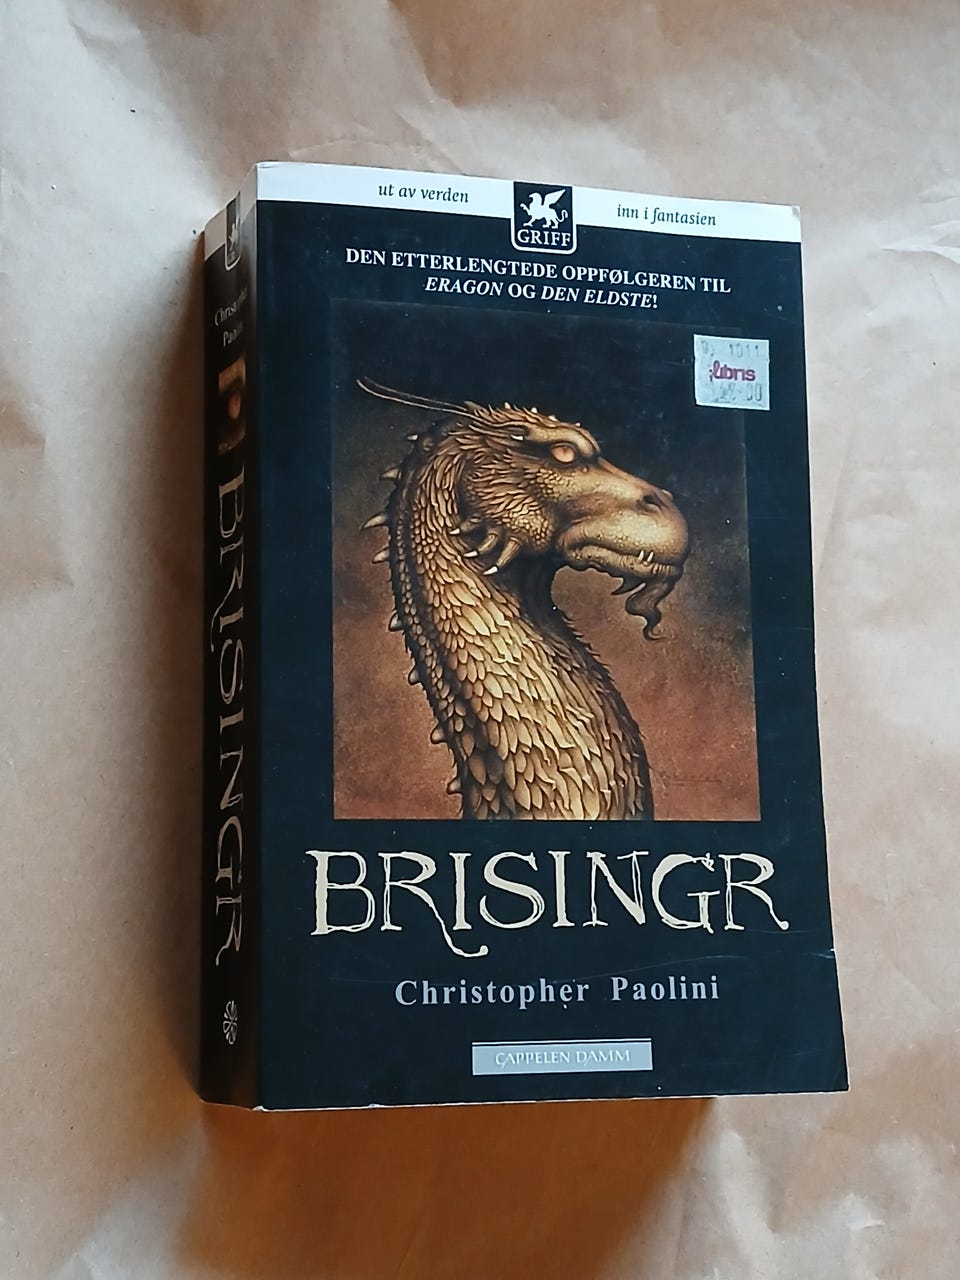 ut av verden
inn i fantasien
GRIFF
DEN ETTERLENGTEDE OPPFØLGEREN TIL
ERAGON OG DEN ELDSTE!
libris
BRISINGR
Christopher Paolini
CAPPELEN DAMM
Christopher
Paolini
BRISINGR